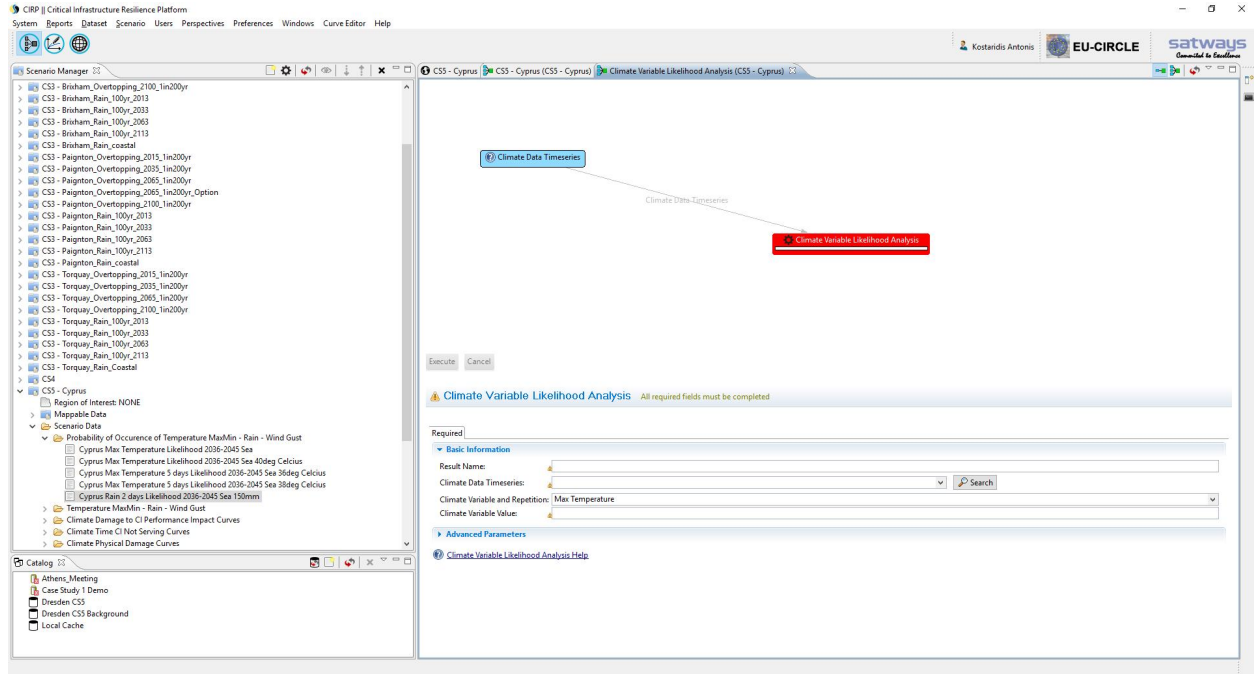 CIRP || Critical Infrastructure Resilience Platform
System Reports Dataset Scenario Users Perspectives Preferences Windows Curve Editor Help
Kostaridis Antonis
EU-CIRCLE
satways
Committed to Excellence
Scenario Manager
CS3 - Brixham_Overtopping_2100_1in200yr
CS3 - Brixham_Rain_100yr_2013
CS3 - Brixham_Rain_100yr_2033
CS3 - Brixham_Rain_100yr_2063
CS3 - Brixham_Rain_100yr_2113
CS3 - Brixham_Rain_coastal
CS3 - Paignton_Overtopping_2015_1in200yr
CS3 - Paignton_Overtopping_2035_1in200yr
CS3 - Paignton_Overtopping_2065_1in200yr
CS3 - Paignton_Overtopping_2065_1in200yr_Option
CS3 - Paignton_Overtopping_2100_1in200yr
CS3 - Paignton_Rain_100yr_2013
CS3 - Paignton_Rain_100yr_2033
CS3 - Paignton_Rain_100yr_2063
CS3 - Paignton_Rain_100yr_2113
CS3 - Paignton_Rain_coastal
CS3 - Torquay_Overtopping_2015_1in200yr
CS3 - Torquay_Overtopping_2035_1in200yr
CS3 - Torquay_Overtopping_2065_1in200yr
CS3 - Torquay_Overtopping_2100_1in200yr
CS3 - Torquay_Rain_100yr_2013
CS3 - Torquay_Rain_100yr_2033
CS3 - Torquay_Rain_100yr_2063
CS3 - Torquay_Rain_100yr_2113
CS3 - Torquay_Rain_Coastal
CS4
CS5 - Cyprus
Region of Interest: NONE
Mappable Data
Scenario Data
Probability of Occurence of Temperature MaxMin - Rain - Wind Gust
Cyprus Max Temperature Likelihood 2036-2045 Sea
Cyprus Max Temperature Likelihood 2036-2045 Sea 40deg Celcius
Cyprus Max Temperature 5 days Likelihood 2036-2045 Sea 36deg Celcius
Cyprus Max Temperature 5 days Likelihood 2036-2045 Sea 38deg Celcius
Cyprus Rain 2 days Likelihood 2036-2045 Sea 150mm
Temperature MaxMin - Rain - Wind Gust
Climate Damage to CI Performance Impact Curves
Climate Time CI Not Serving Curves
Climate Physical Damage Curves
Catalog
Athens_Meeting
Case Study 1 Demo
Dresden CS5
Dresden CS5 Background
Local Cache
CS5 - Cyprus CS5 - Cyprus (CS5 - Cyprus) Climate Variable Likelihood Analysis (CS5 - Cyprus)
Climate Data Timeseries
Climate Data Timeseries
Climate Variable Likelihood Analysis
Execute Cancel
Climate Variable Likelihood Analysis All required fields must be completed
Required
Basic Information
Result Name:
Climate Data Timeseries: Search
Climate Variable and Repetition: Max Temperature
Climate Variable Value:
Advanced Parameters
Climate Variable Likelihood Analysis Help